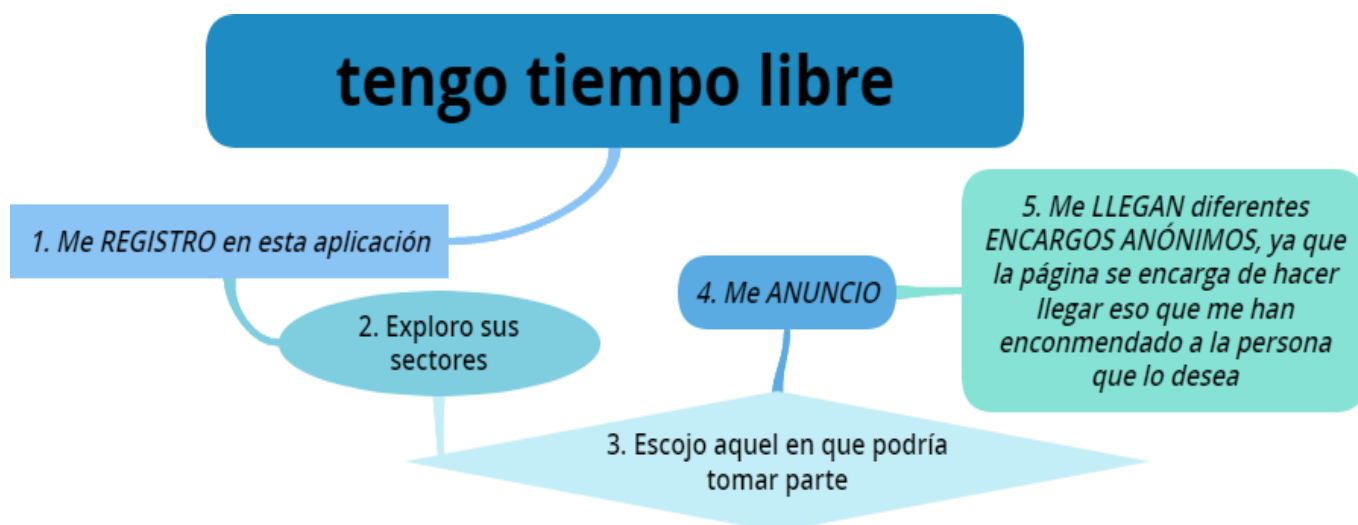 tengo tiempo libre
1. Me REGISTRO en esta aplicación
2. Exploro sus
sectores
3. Escojo aquel en que podría
tomar parte
4. Me ANUNCIO
5. Me LLEGAN diferentes
ENCARGOS ANÓNIMOS, ya que
la página se encarga de hacer
llegar eso que me han
enconmendado a la persona
que lo desea